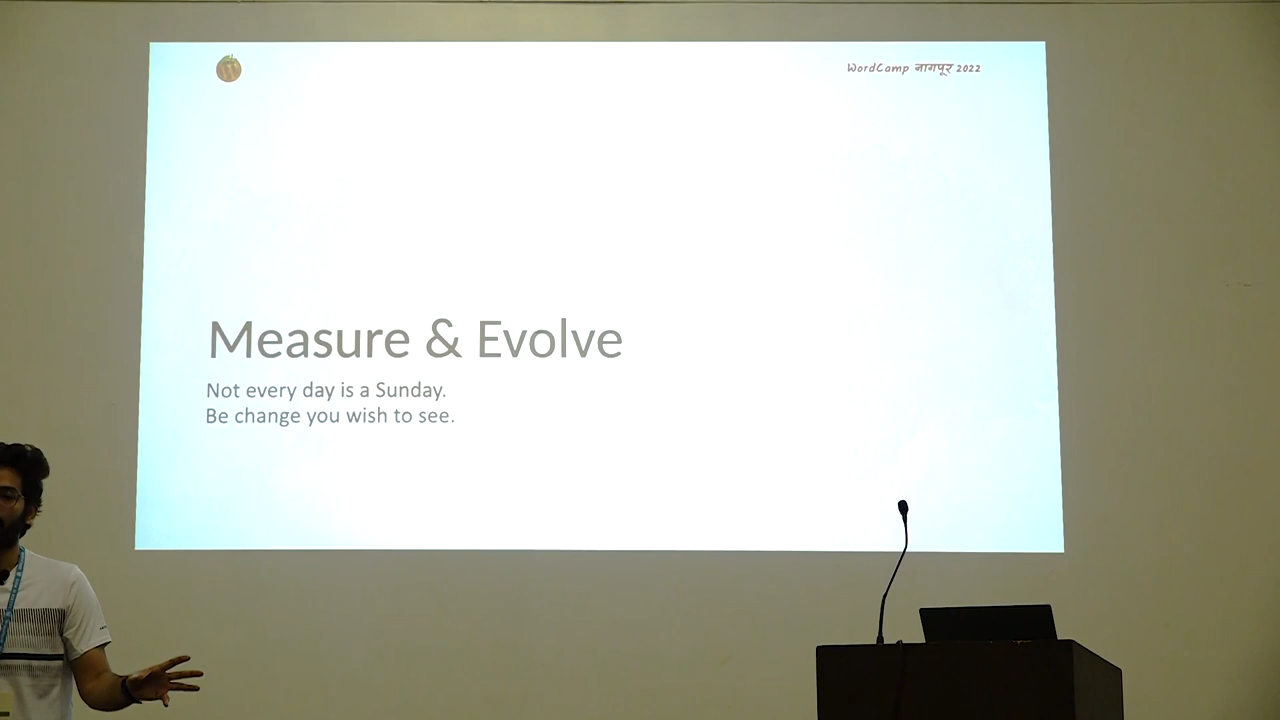 WordCamp नागपूर 2022
Measure & Evolve
Not every day is a Sunday.
Be change you wish to see.